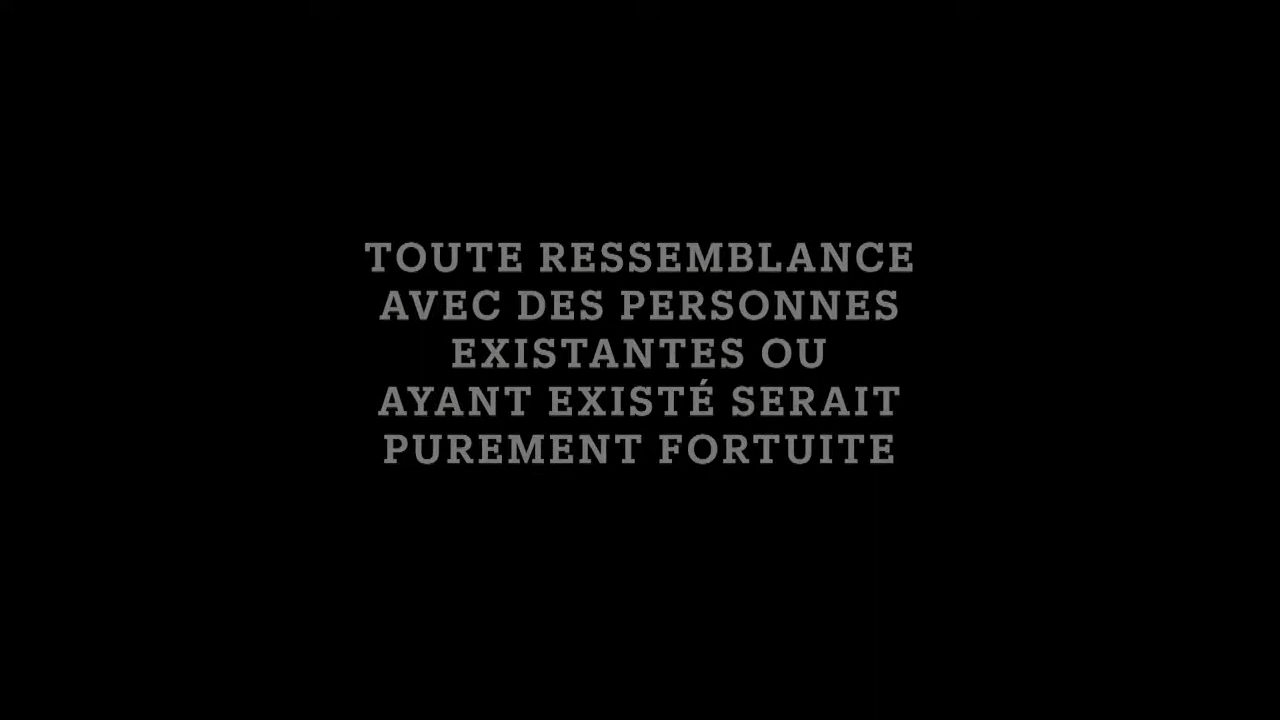 TOUTE RESSEMBLANCE
AVEC DES PERSONNES
EXISTANTES OU
AYANT EXISTÉ SERAIT
PUREMENT FORTUITE